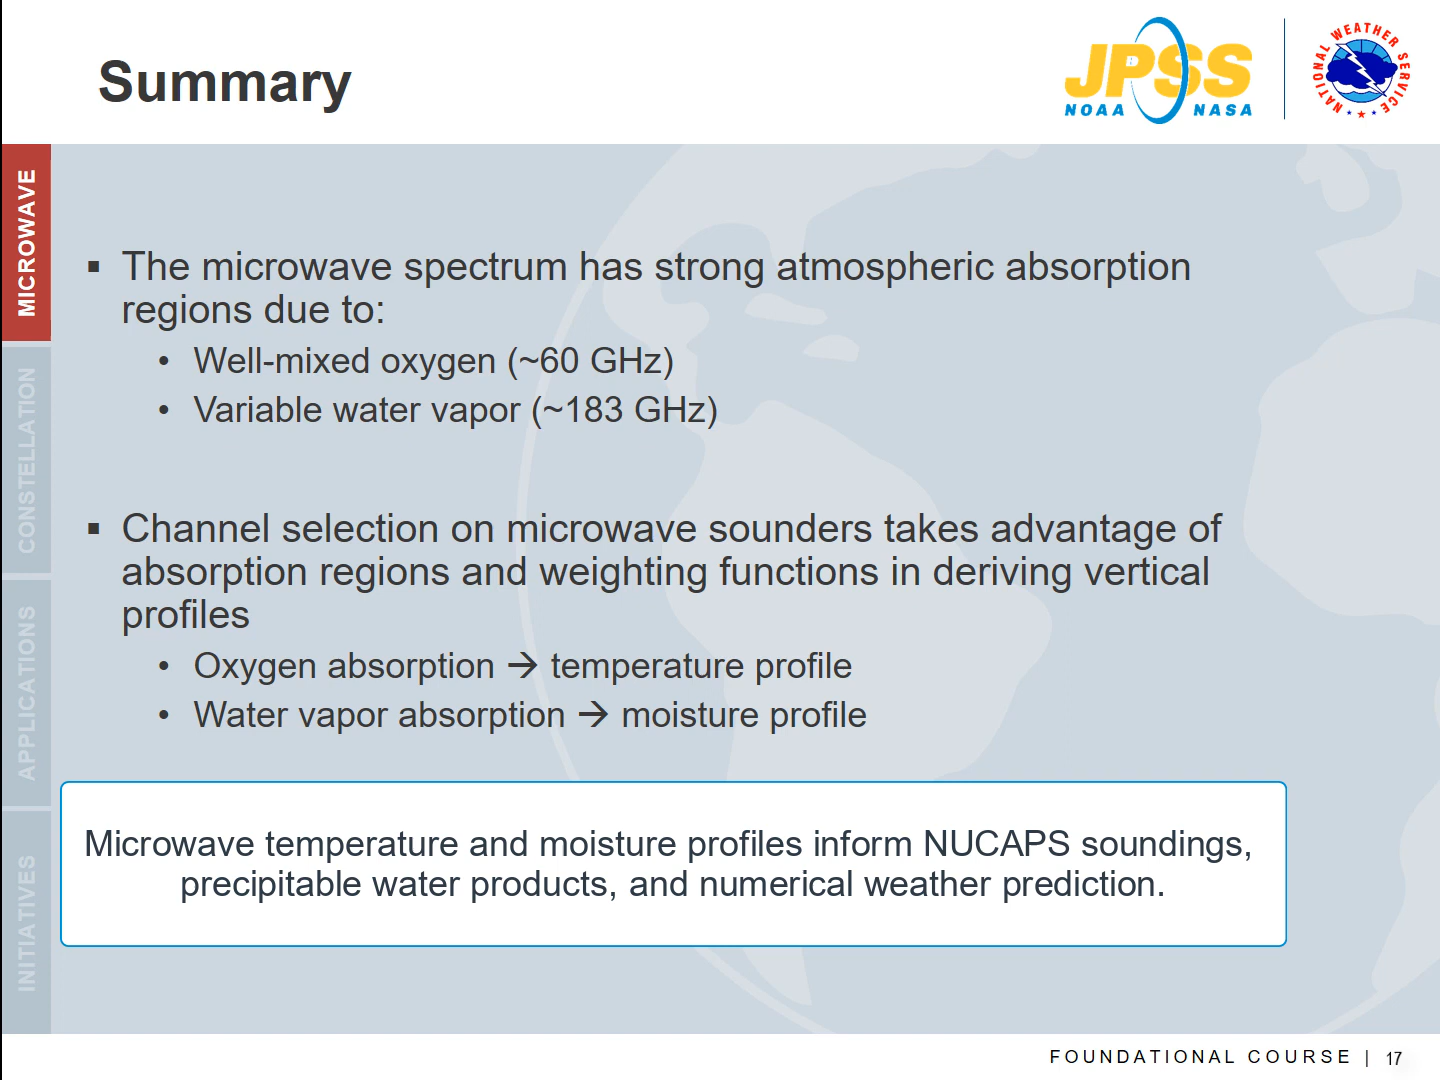 Summary
JPSS
NOAA NASA
NATIONAL WEATHER SERVICE
MICROWAVE
CONSTELLATION
APPLICATIONS
INITIATIVES
▪ The microwave spectrum has strong atmospheric absorption
regions due to:
• Well-mixed oxygen (~60 GHz)
• Variable water vapor (~183 GHz)
▪ Channel selection on microwave sounders takes advantage of
absorption regions and weighting functions in deriving vertical
profiles
• Oxygen absorption → temperature profile
• Water vapor absorption → moisture profile
Microwave temperature and moisture profiles inform NUCAPS soundings,
precipitable water products, and numerical weather prediction.
FOUNDATIONAL COURSE | 17